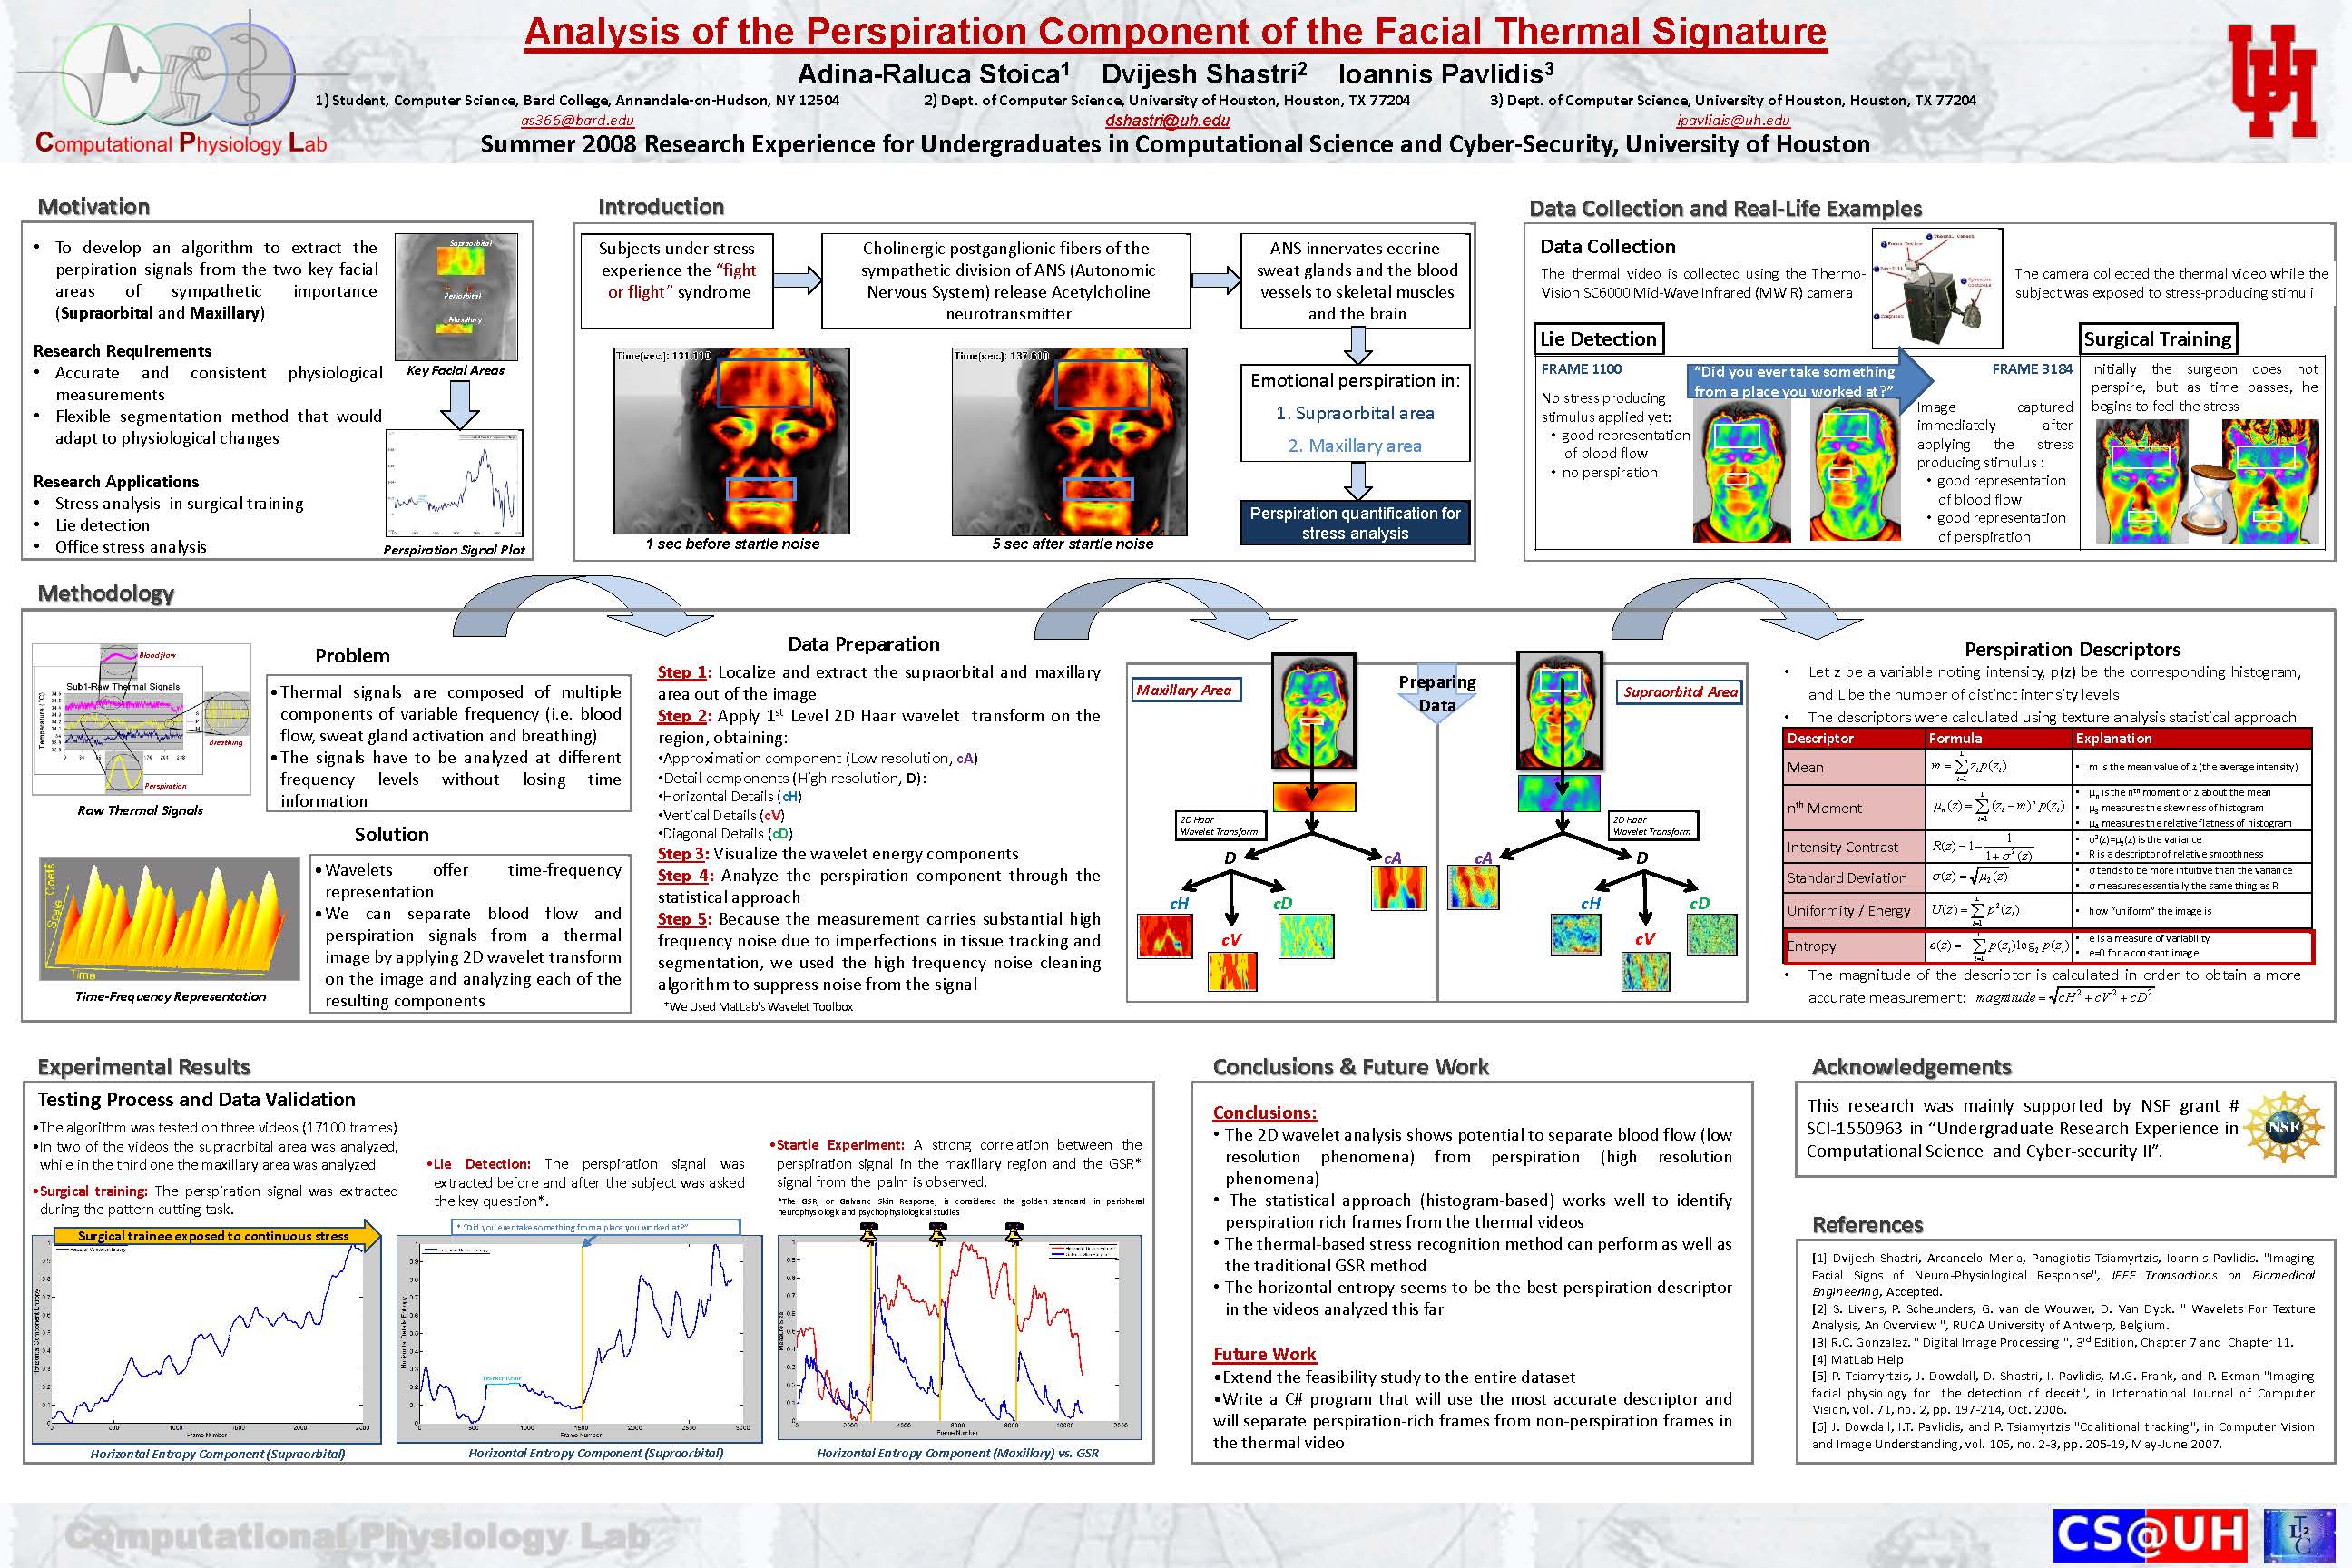 Analysis of the Perspiration Component of the Facial Thermal Signature
Adina-Raluca Stoica1 Dvijesh Shastri2 Ioannis Pavlidis3
1) Student, Computer Science, Bard College, Annandale-on-Hudson, NY 12504
2) Dept. of Computer Science, University of Houston, Houston, TX 77204
3) Dept. of Computer Science, University of Houston, Houston, TX 77204
as366@bard.edu
dshastri@uh.edu
ipavlidis@uh.edu
Summer 2008 Research Experience for Undergraduates in Computational Science and Cyber-Security, University of Houston
Computational Physiology Lab
Motivation
• To develop an algorithm to extract the
perpiration signals from the two key facial
areas of sympathetic importance
(Supraorbital and Maxillary)
Research Requirements
• Accurate and consistent physiological
measurements
• Flexible segmentation method that would
adapt to physiological changes
Research Applications
• Stress analysis in surgical training
• Lie detection
• Office stress analysis
Supraorbital
Periorbital
Maxillary
Key Facial Areas
Perspiration Signal Plot
Introduction
Subjects under stress
experience the “fight
or flight” syndrome
Cholinergic postganglionic fibers of the
sympathetic division of ANS (Autonomic
Nervous System) release Acetylcholine
neurotransmitter
ANS innervates eccrine
sweat glands and the blood
vessels to skeletal muscles
and the brain
Time(sec.): 131.110
Time(sec.): 137.610
1 sec before startle noise
5 sec after startle noise
Emotional perspiration in:
1. Supraorbital area
2. Maxillary area
Perspiration quantification for
stress analysis
Data Collection and Real-Life Examples
Data Collection
The thermal video is collected using the Thermo-
Vision SC6000 Mid-Wave Infrared (MWIR) camera
The camera collected the thermal video while the
subject was exposed to stress-producing stimuli
Lie Detection
FRAME 1100
No stress producing
stimulus applied yet:
• good representation
of blood flow
• no perspiration
“Did you ever take something
from a place you worked at?”
FRAME 3184
Image captured
immediately after
applying the stress
producing stimulus :
• good representation
of blood flow
• good representation
of perspiration
Surgical Training
Initially the surgeon does not
perspire, but as time passes, he
begins to feel the stress
Methodology
Blood flow
Sub1-Raw Thermal Signals
Breathing
Perspiration
Raw Thermal Signals
Scale
Coefs
Time
Time-Frequency Representation
Problem
•Thermal signals are composed of multiple
components of variable frequency (i.e. blood
flow, sweat gland activation and breathing)
•The signals have to be analyzed at different
frequency levels without losing time
information
Solution
•Wavelets offer time-frequency
representation
•We can separate blood flow and
perspiration signals from a thermal
image by applying 2D wavelet transform
on the image and analyzing each of the
resulting components
Data Preparation
Step 1: Localize and extract the supraorbital and maxillary
area out of the image
Step 2: Apply 1st Level 2D Haar wavelet transform on the
region, obtaining:
•Approximation component (Low resolution, cA)
•Detail components (High resolution, D):
•Horizontal Details (cH)
•Vertical Details (cV)
•Diagonal Details (cD)
Step 3: Visualize the wavelet energy components
Step 4: Analyze the perspiration component through the
statistical approach
Step 5: Because the measurement carries substantial high
frequency noise due to imperfections in tissue tracking and
segmentation, we used the high frequency noise cleaning
algorithm to suppress noise from the signal
*We Used MatLab’s Wavelet Toolbox
Maxillary Area
Preparing
Data
Supraorbital Area
2D Haar
Wavelet Transform
D
cA
cH
cV
cD
2D Haar
Wavelet Transform
cA
D
cH
cV
cD
Perspiration Descriptors
• Let z be a variable noting intensity, p(z) be the corresponding histogram,
and L be the number of distinct intensity levels
• The descriptors were calculated using texture analysis statistical approach
Descriptor Formula Explanation
Mean m = ∑ zᵢp(zᵢ) • m is the mean value of z (the average intensity)
nth Moment μₙ(z) = ∑ (zᵢ − m)ⁿ p(zᵢ)
• μₙ is the nth moment of z about the mean
• μ₃ measures the skewness of histogram
• μ₄ measures the relative flatness of histogram
Intensity Contrast R(z) = 1 − 1 / (1 + σ²(z))
• σ²(z)=μ₂(z) is the variance
• R is a descriptor of relative smoothness
Standard Deviation σ(z) = √μ₂(z)
• σ tends to be more intuitive than the variance
• σ measures essentially the same thing as R
Uniformity / Energy U(z) = ∑ p²(zᵢ) • how “uniform” the image is
Entropy e(z) = −∑ p(zᵢ)log₂ p(zᵢ)
• e is a measure of variability
• e=0 for a constant image
• The magnitude of the descriptor is calculated in order to obtain a more
accurate measurement: magnitude = √cH² + cV² + cD²
Experimental Results
Testing Process and Data Validation
•The algorithm was tested on three videos (17100 frames)
•In two of the videos the supraorbital area was analyzed,
while in the third one the maxillary area was analyzed
•Surgical training: The perspiration signal was extracted
during the pattern cutting task.
Surgical trainee exposed to continuous stress
Frame Number
Horizontal Entropy Component (Supraorbital)
•Lie Detection: The perspiration signal was
extracted before and after the subject was asked
the key question*.
* “Did you ever take something from a place you worked at?”
Frame Number
Horizontal Entropy Component (Supraorbital)
•Startle Experiment: A strong correlation between the
perspiration signal in the maxillary region and the GSR*
signal from the palm is observed.
*The GSR, or Galvanic Skin Response, is considered the golden standard in peripheral
neurophysiologic and psychophysiological studies
Frame Number
Horizontal Entropy Component (Maxillary) vs. GSR
Conclusions & Future Work
Conclusions:
• The 2D wavelet analysis shows potential to separate blood flow (low
resolution phenomena) from perspiration (high resolution
phenomena)
• The statistical approach (histogram-based) works well to identify
perspiration rich frames from the thermal videos
• The thermal-based stress recognition method can perform as well as
the traditional GSR method
• The horizontal entropy seems to be the best perspiration descriptor
in the videos analyzed this far
Future Work
•Extend the feasibility study to the entire dataset
•Write a C# program that will use the most accurate descriptor and
will separate perspiration-rich frames from non-perspiration frames in
the thermal video
Acknowledgements
This research was mainly supported by NSF grant #
SCI-1550963 in “Undergraduate Research Experience in
Computational Science and Cyber-security II”.
NSF
References
[1] Dvijesh Shastri, Arcancelo Merla, Panagiotis Tsiamyrtzis, Ioannis Pavlidis. "Imaging
Facial Signs of Neuro-Physiological Response", IEEE Transactions on Biomedical
Engineering, Accepted.
[2] S. Livens, P. Scheunders, G. van de Wouwer, D. Van Dyck. " Wavelets For Texture
Analysis, An Overview ", RUCA University of Antwerp, Belgium.
[3] R.C. Gonzalez. " Digital Image Processing ", 3rd Edition, Chapter 7 and Chapter 11.
[4] MatLab Help
[5] P. Tsiamyrtzis, J. Dowdall, D. Shastri, I. Pavlidis, M.G. Frank, and P. Ekman "Imaging
facial physiology for the detection of deceit", in International Journal of Computer
Vision, vol. 71, no. 2, pp. 197-214, Oct. 2006.
[6] J. Dowdall, I.T. Pavlidis, and P. Tsiamyrtzis "Coalitional tracking", in Computer Vision
and Image Understanding, vol. 106, no. 2-3, pp. 205-19, May-June 2007.
Computational Physiology Lab
CS@UH